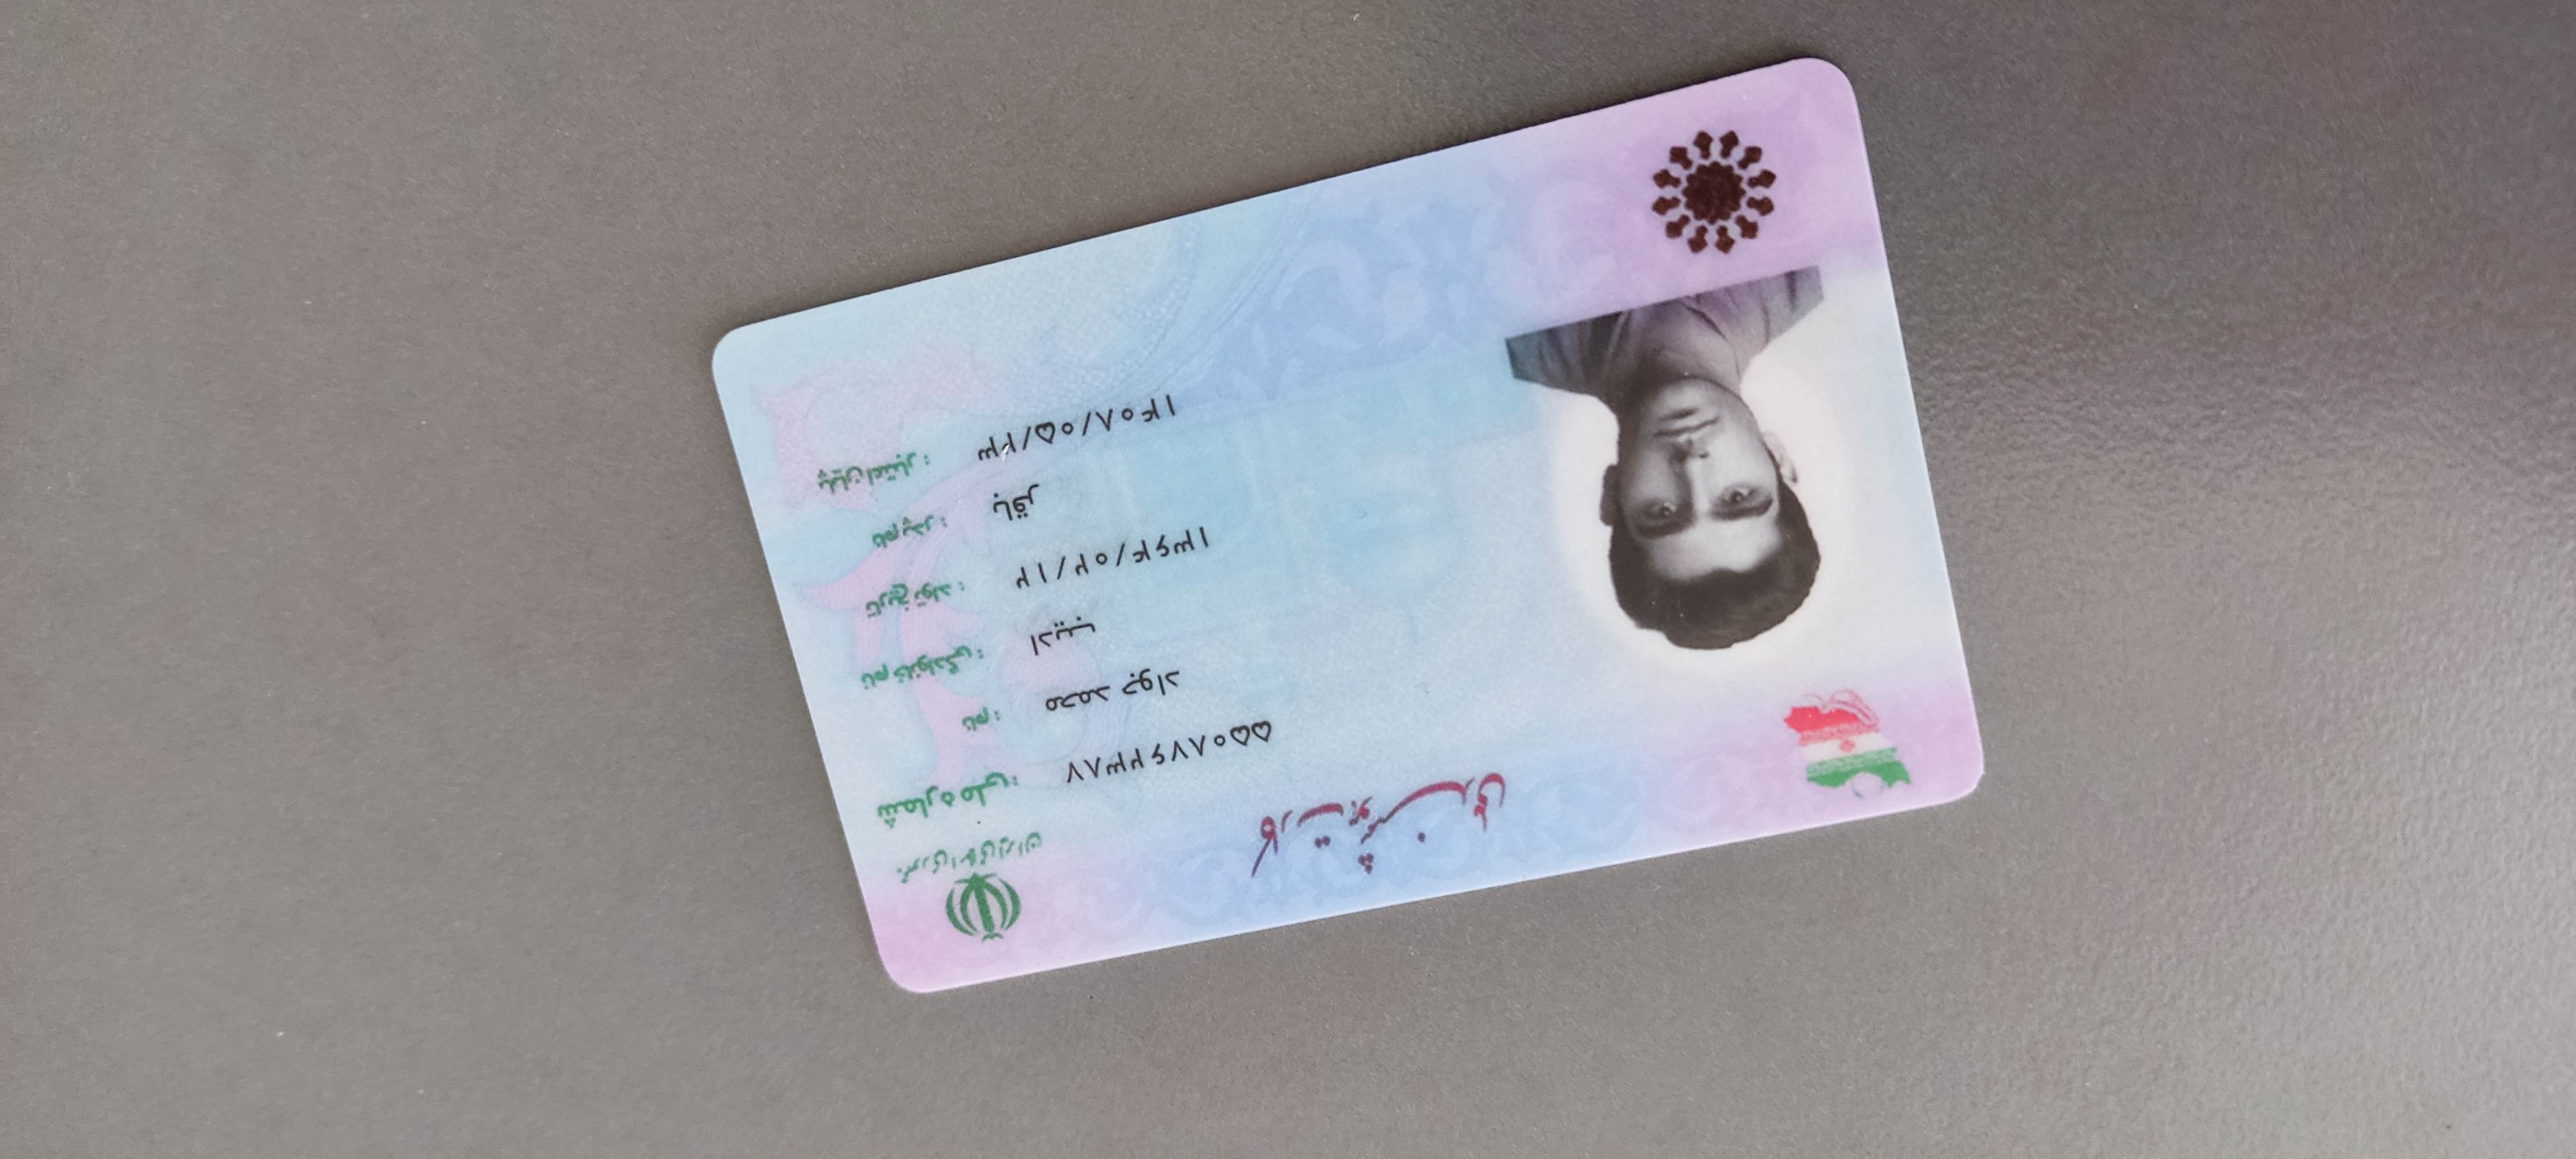 جمهوری اسلامی ایران
کارت هوشمند ملی
شماره ملی: ۵۵۰۸۷۶۲۳۸۷
نام: محمد جواد
نام خانوادگی: ادیب
تاریخ تولد: ۱۳۶۴/۰۲/۱۲
نام پدر: باقر
پایان اعتبار: ۱۴۰۸/۰۵/۲۳